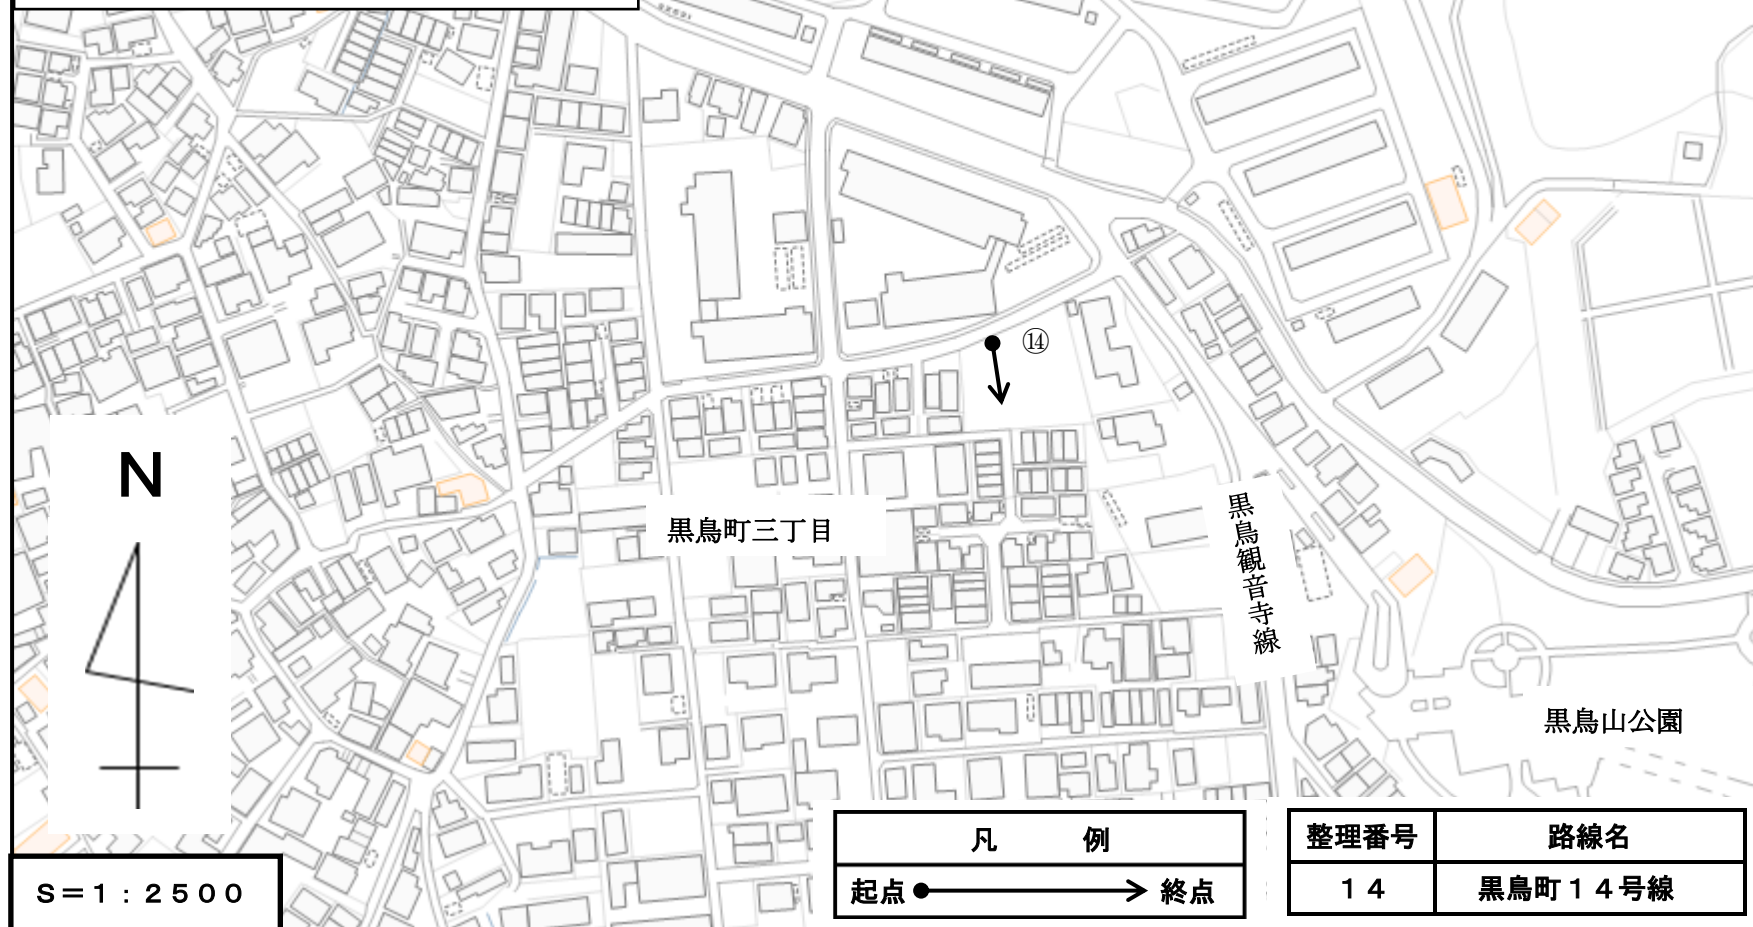 ⑭
N
黒鳥町三丁目
黒鳥観音寺線
黒鳥山公園
凡 例
起点 終点
整理番号 路線名
14 黒鳥町14号線
S=1:2500